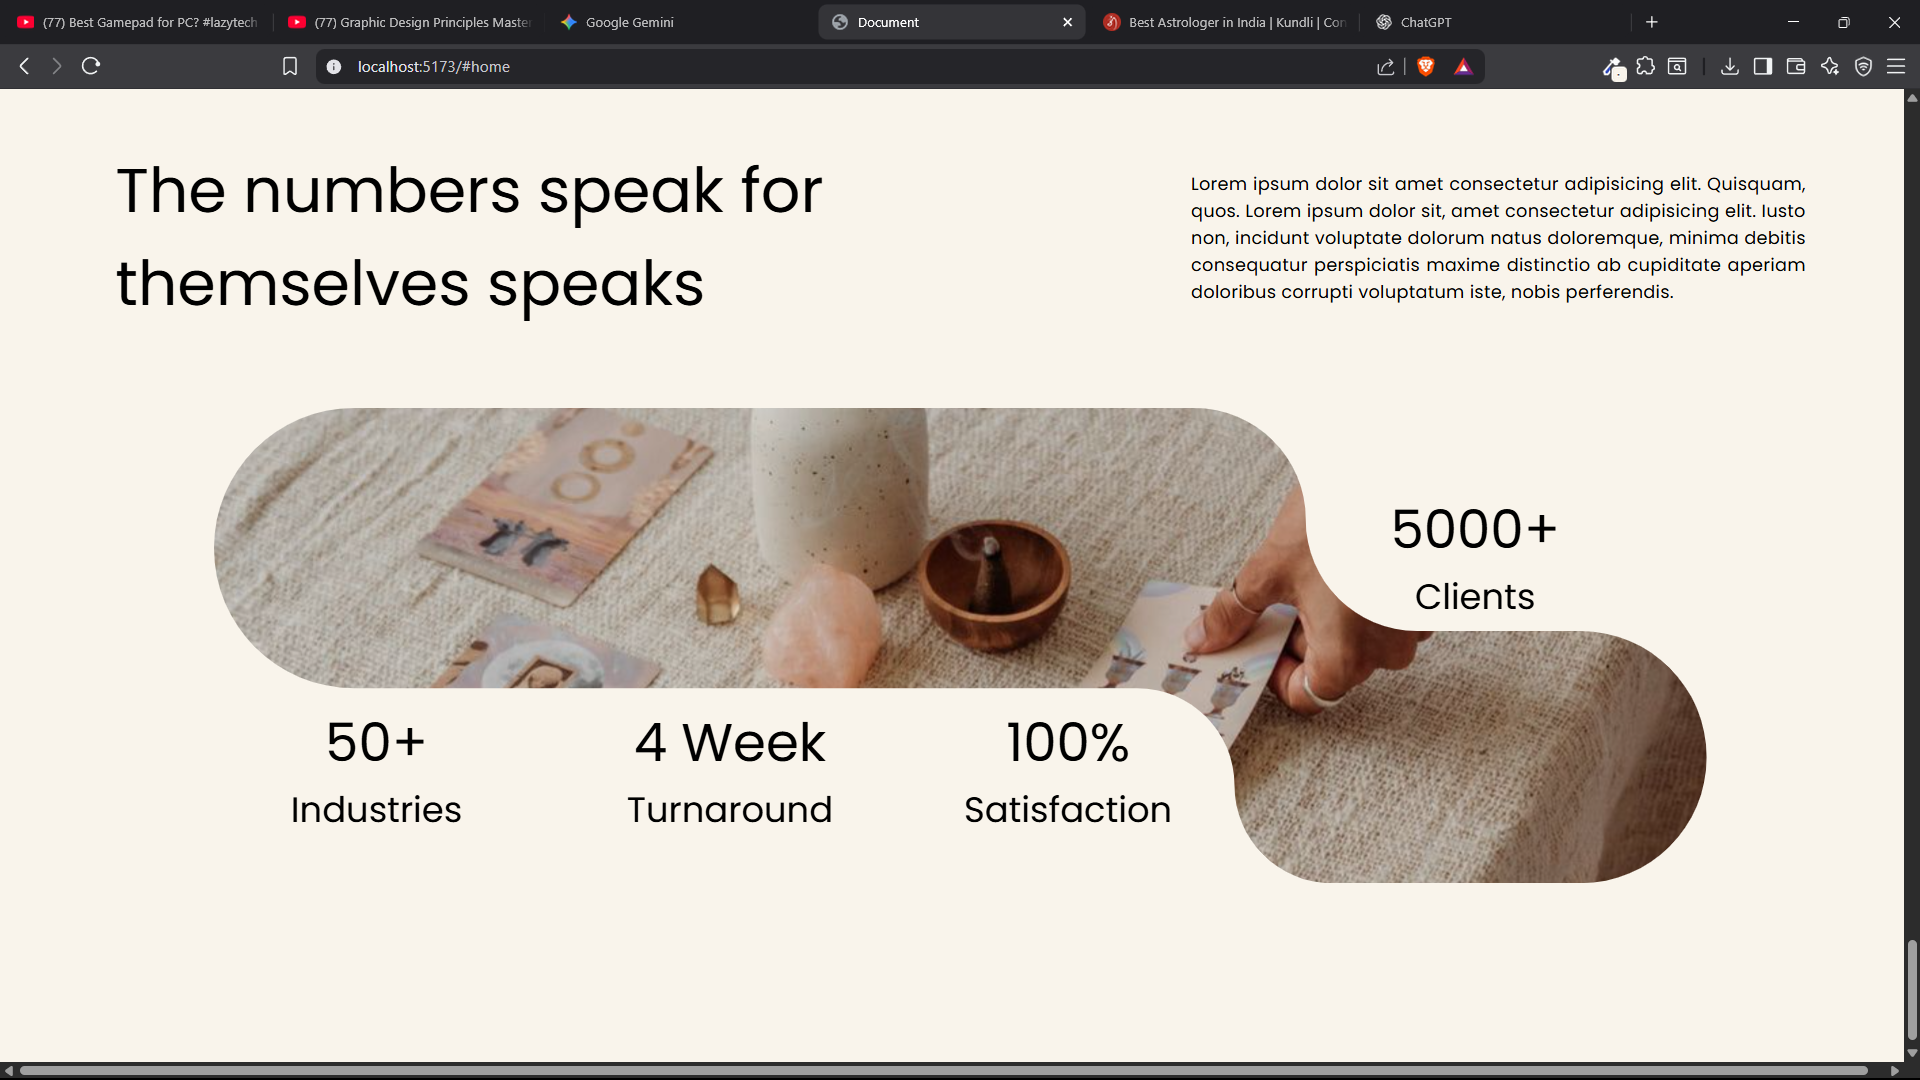 (77) Best Gamepad for PC? #lazytech
(77) Graphic Design Principles Master
Google Gemini
Document
Best Astrologer in India | Kundli | Con
ChatGPT
localhost:5173/#home
The numbers speak for
themselves speaks
Lorem ipsum dolor sit amet consectetur adipisicing elit. Quisquam,
quos. Lorem ipsum dolor sit, amet consectetur adipisicing elit. Iusto
non, incidunt voluptate dolorum natus doloremque, minima debitis
consequatur perspiciatis maxime distinctio ab cupiditate aperiam
doloribus corrupti voluptatum iste, nobis perferendis.
5000+
Clients
50+
Industries
4 Week
Turnaround
100%
Satisfaction